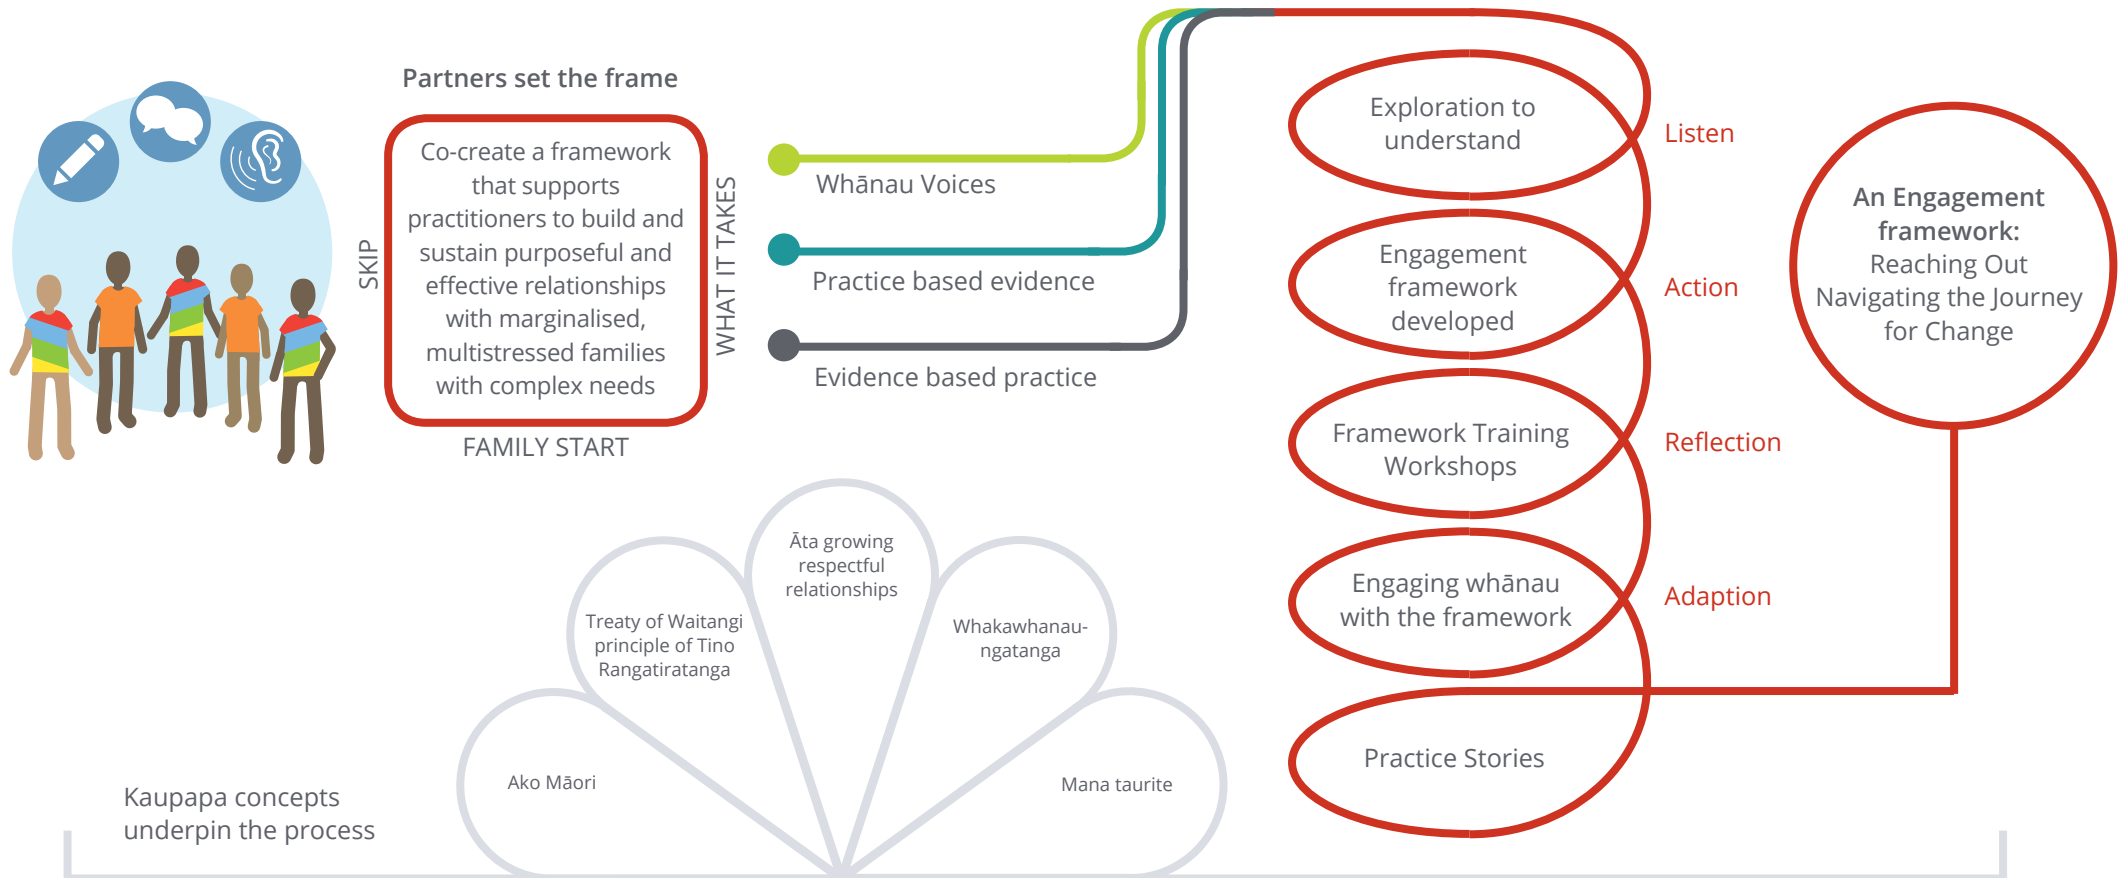 Partners set the frame
SKIP
Co-create a framework
that supports
practitioners to build and
sustain purposeful and
effective relationships
with marginalised,
multistressed families
with complex needs
WHAT IT TAKES
FAMILY START
Whānau Voices
Practice based evidence
Evidence based practice
Exploration to
understand
Listen
Engagement
framework
developed
Action
Framework Training
Workshops
Reflection
Engaging whānau
with the framework
Adaption
Practice Stories
An Engagement
framework:
Reaching Out
Navigating the Journey
for Change
Kaupapa concepts
underpin the process
Ako Māori
Treaty of Waitangi
principle of Tino
Rangatiratanga
Āta growing
respectful
relationships
Whakawhanau-
ngatanga
Mana taurite